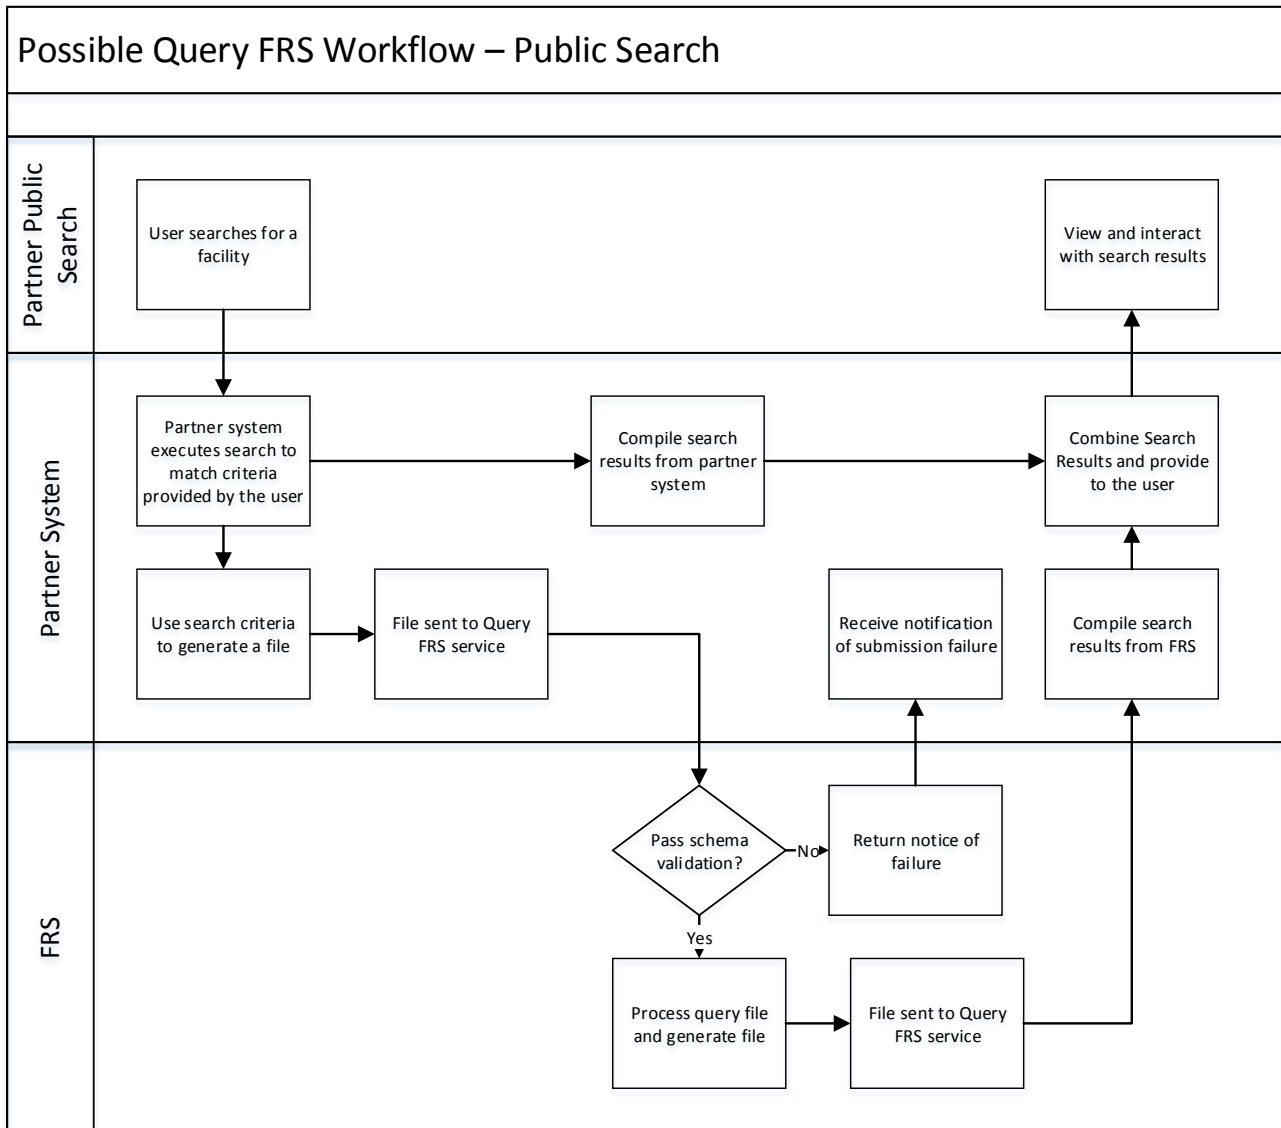 Possible Query FRS Workflow – Public Search
Partner Public
Search
User searches for a
facility
View and interact
with search results
Partner System
Partner system
executes search to
match criteria
provided by the user
Compile search
results from partner
system
Combine Search
Results and provide
to the user
Use search criteria
to generate a file
File sent to Query
FRS service
Receive notification
of submission failure
Compile search
results from FRS
FRS
Pass schema
validation?
No
Return notice of
failure
Yes
Process query file
and generate file
File sent to Query
FRS service